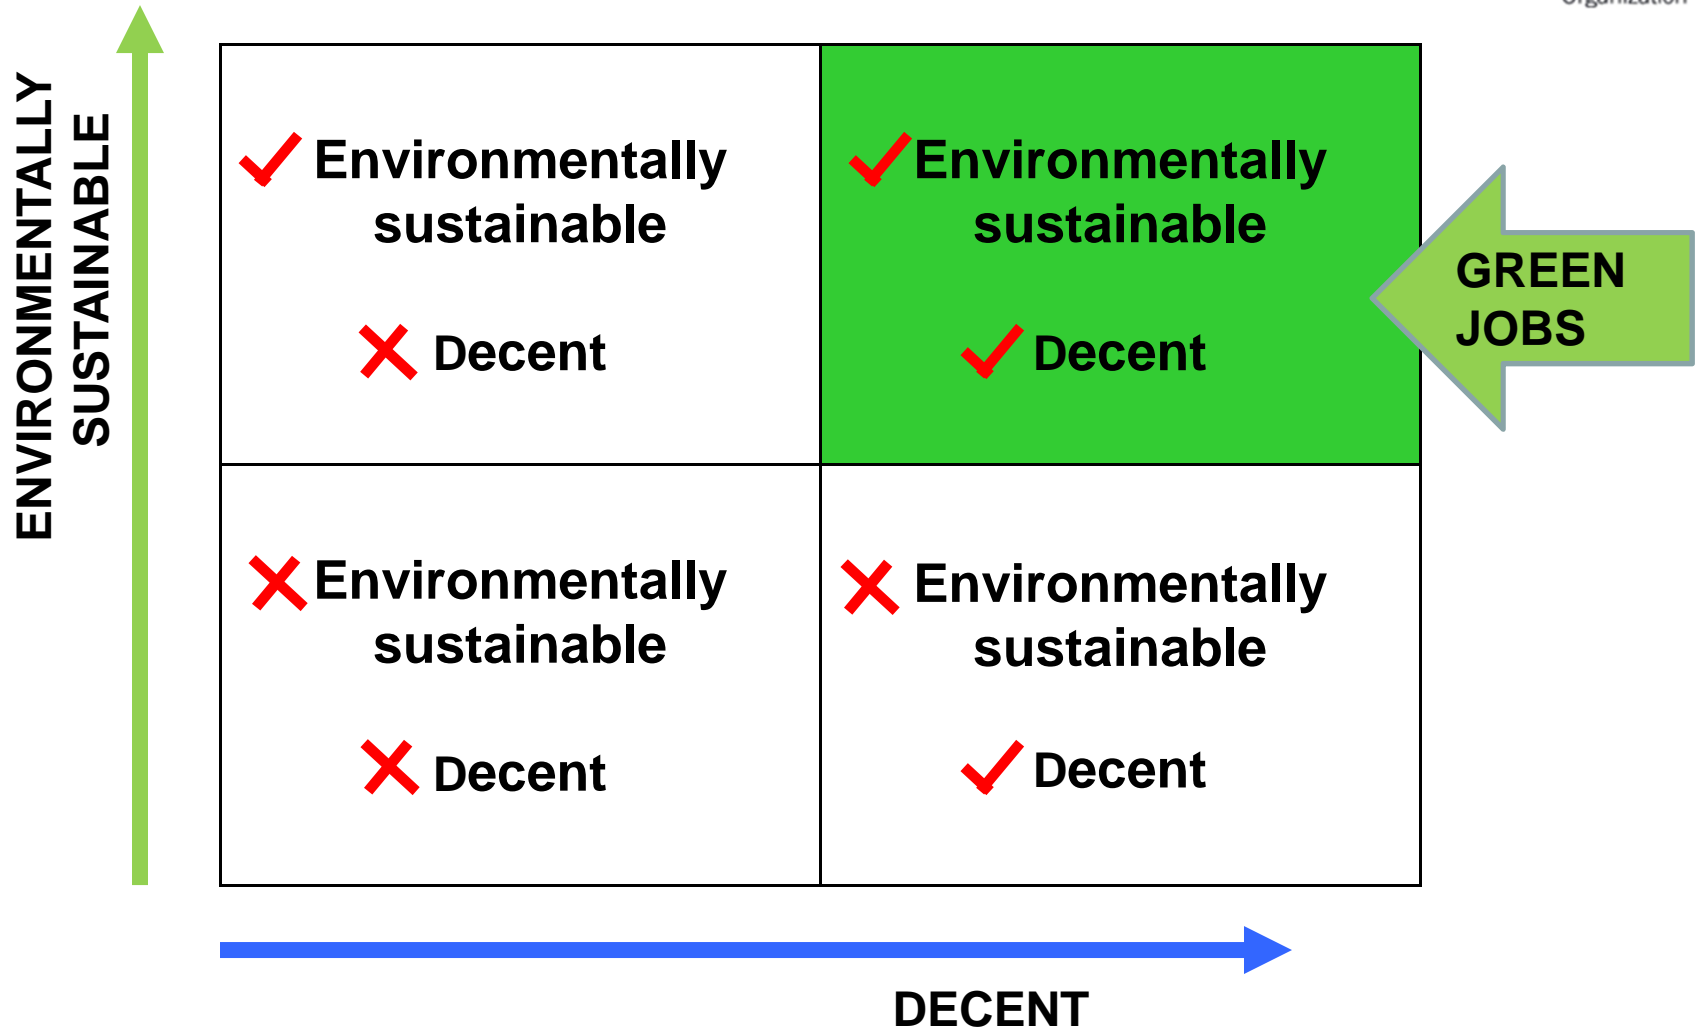 ENVIRONMENTALLY
SUSTAINABLE
Environmentally
sustainable
Decent
Environmentally
sustainable
Decent
GREEN
JOBS
Environmentally
sustainable
Decent
Environmentally
sustainable
Decent
DECENT